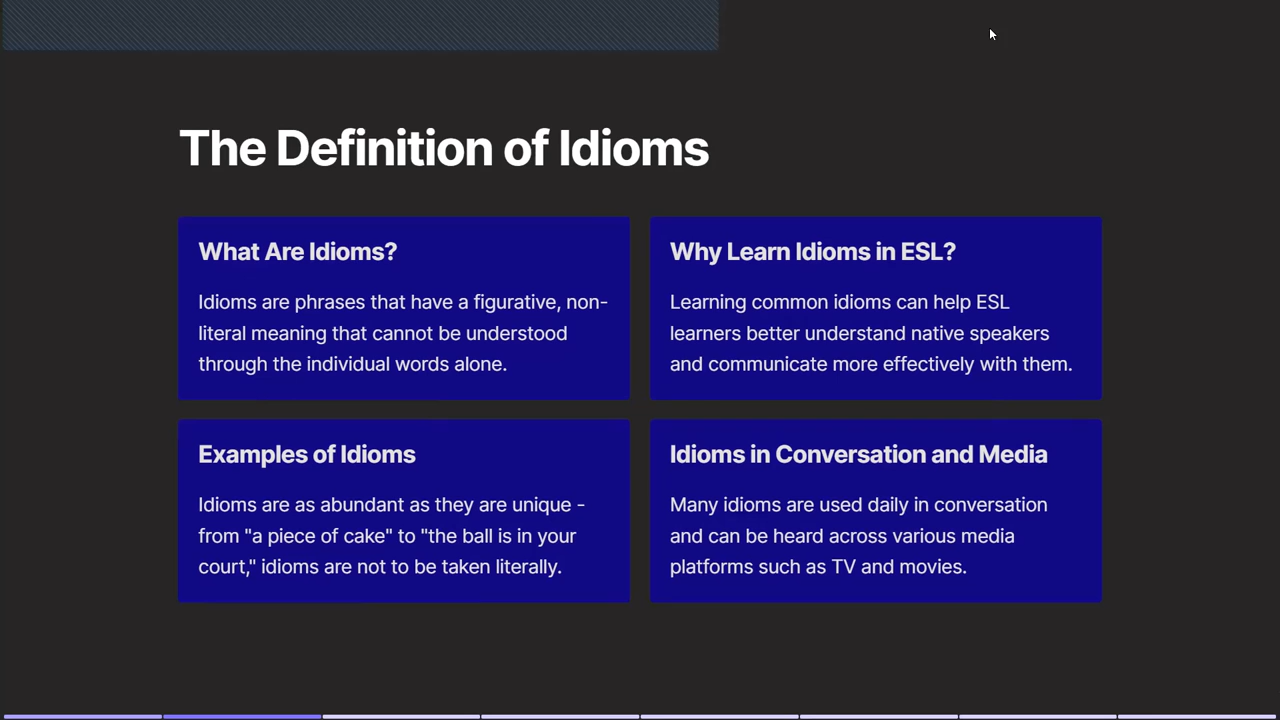 The Definition of Idioms
What Are Idioms?
Idioms are phrases that have a figurative, non-
literal meaning that cannot be understood
through the individual words alone.
Why Learn Idioms in ESL?
Learning common idioms can help ESL
learners better understand native speakers
and communicate more effectively with them.
Examples of Idioms
Idioms are as abundant as they are unique -
from "a piece of cake" to "the ball is in your
court," idioms are not to be taken literally.
Idioms in Conversation and Media
Many idioms are used daily in conversation
and can be heard across various media
platforms such as TV and movies.